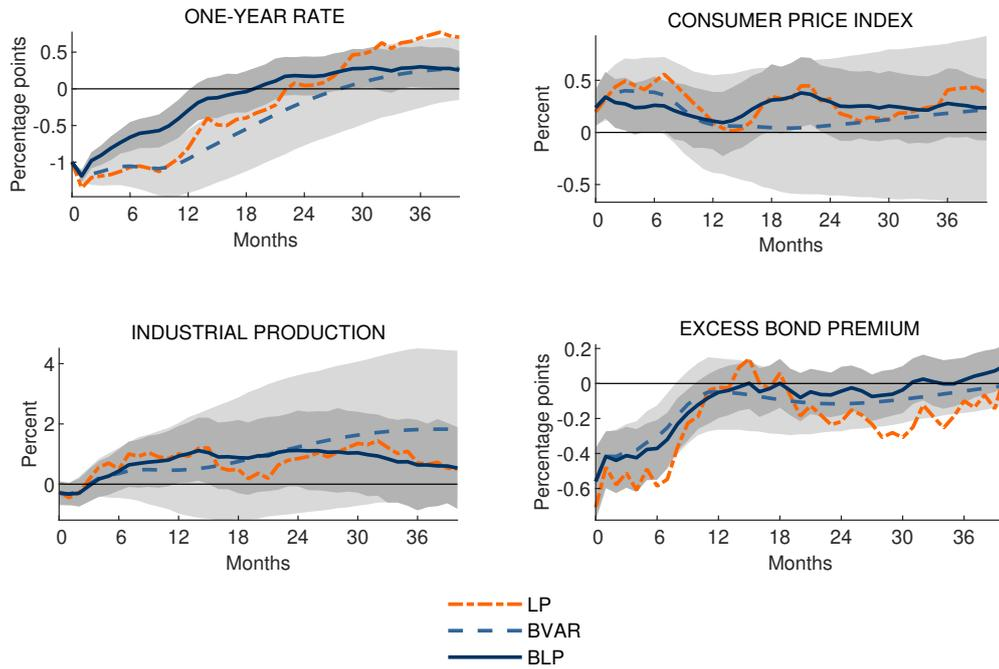 ONE-YEAR RATE
Percentage points
0.5
0
-0.5
-1
0 6 12 18 24 30 36
Months
CONSUMER PRICE INDEX
Percent
0.5
0
-0.5
0 6 12 18 24 30 36
Months
INDUSTRIAL PRODUCTION
Percent
4
2
0
0 6 12 18 24 30 36
Months
EXCESS BOND PREMIUM
Percentage points
0.2
0
-0.2
-0.4
-0.6
0 6 12 18 24 30 36
Months
LP
BVAR
BLP